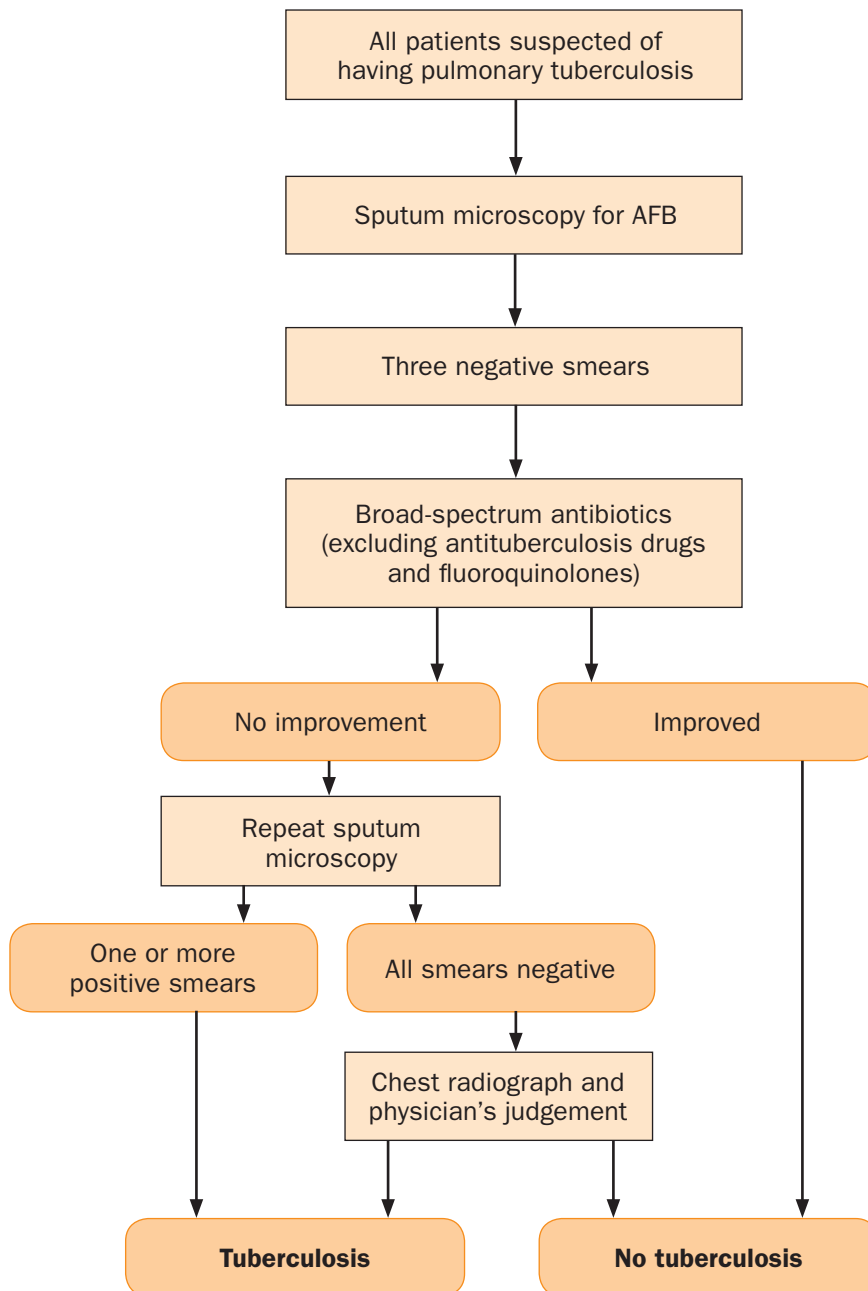 All patients suspected of
having pulmonary tuberculosis
Sputum microscopy for AFB
Three negative smears
Broad-spectrum antibiotics
(excluding antituberculosis drugs
and fluoroquinolones)
No improvement
Improved
Repeat sputum
microscopy
One or more
positive smears
All smears negative
Chest radiograph and
physician’s judgement
Tuberculosis
No tuberculosis